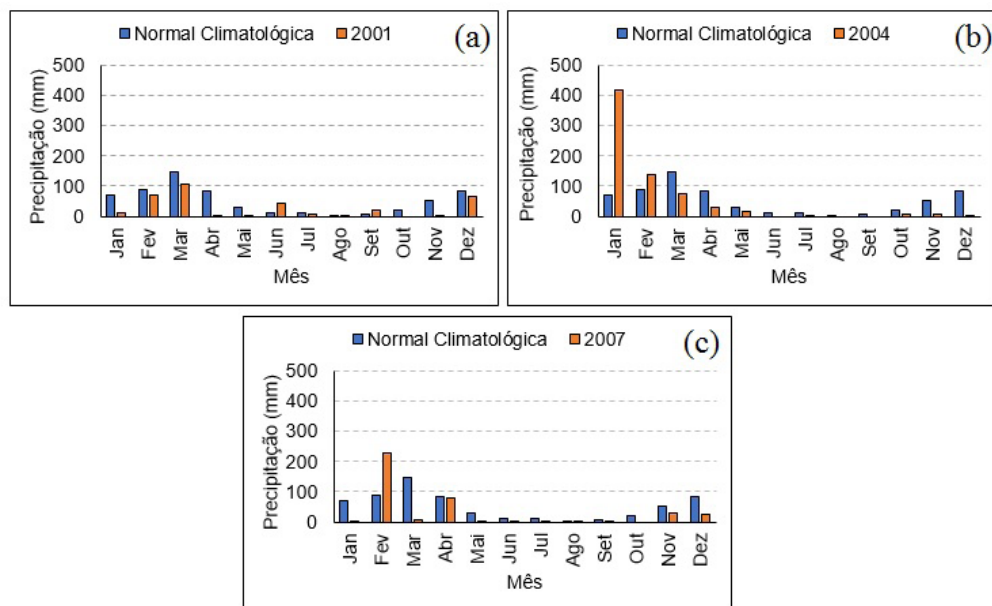 Normal Climatológica 2001 (a)
500
400
300
200
100
0
Precipitação (mm)
Jan Fev Mar Abr Mai Jun Jul Ago Set Out Nov Dez
Mês
Normal Climatológica 2004 (b)
500
400
300
200
100
0
Precipitação (mm)
Jan Fev Mar Abr Mai Jun Jul Ago Set Out Nov Dez
Mês
Normal Climatológica 2007 (c)
500
400
300
200
100
0
Precipitação (mm)
Jan Fev Mar Abr Mai Jun Jul Ago Set Out Nov Dez
Mês